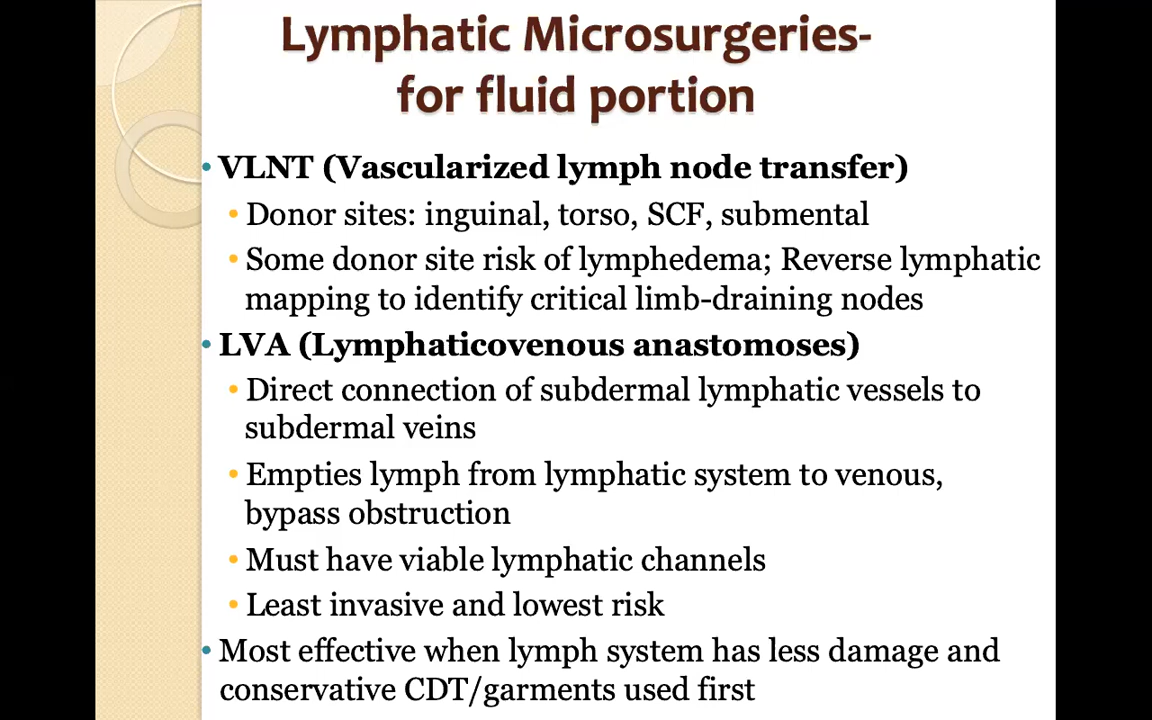 Lymphatic Microsurgeries-
for fluid portion
• VLNT (Vascularized lymph node transfer)
• Donor sites: inguinal, torso, SCF, submental
• Some donor site risk of lymphedema; Reverse lymphatic
mapping to identify critical limb-draining nodes
• LVA (Lymphaticovenous anastomoses)
• Direct connection of subdermal lymphatic vessels to
subdermal veins
• Empties lymph from lymphatic system to venous,
bypass obstruction
• Must have viable lymphatic channels
• Least invasive and lowest risk
• Most effective when lymph system has less damage and
conservative CDT/garments used first